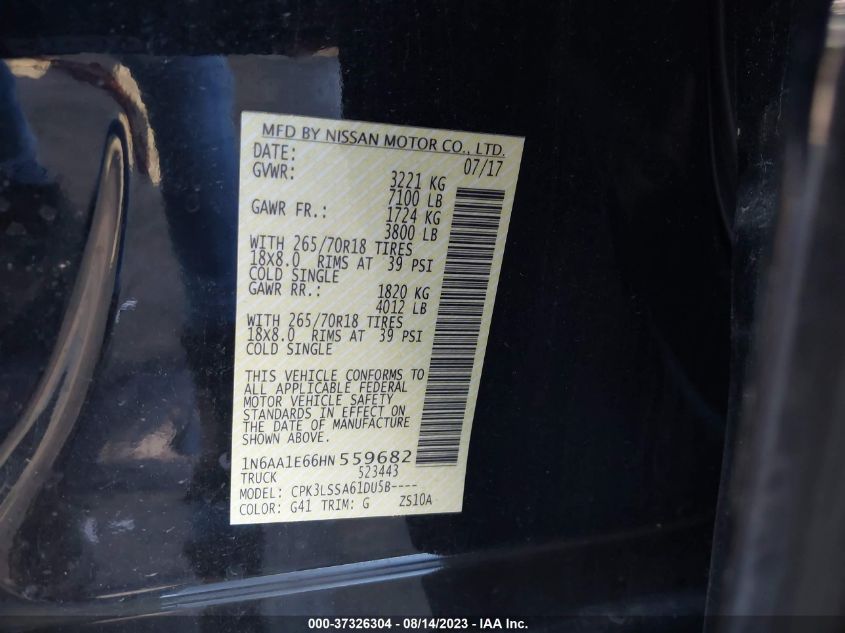 MFD BY NISSAN MOTOR CO., LTD.
DATE: 07/17
GVWR: 3221 KG
7100 LB
GAWR FR.: 1724 KG
3800 LB
WITH 265/70R18 TIRES
18X8.0 RIMS AT 39 PSI
COLD SINGLE
GAWR RR.: 1820 KG
4012 LB
WITH 265/70R18 TIRES
18X8.0 RIMS AT 39 PSI
COLD SINGLE
THIS VEHICLE CONFORMS TO
ALL APPLICABLE FEDERAL
MOTOR VEHICLE SAFETY
STANDARDS IN EFFECT ON
THE DATE OF MANUFACTURE
SHOWN ABOVE.
1N6AA1E66HN 559682
TRUCK 523443
MODEL: CPK3LSSA61DU5B----
COLOR: G41 TRIM: G ZS10A
000-37326304 - 08/14/2023 - IAA Inc.